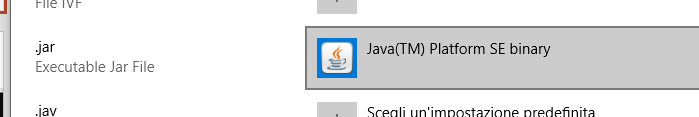 File IVF
.jar
Java(TM) Platform SE binary
Executable Jar File
.jav
Scegli un'impostazione predefinita